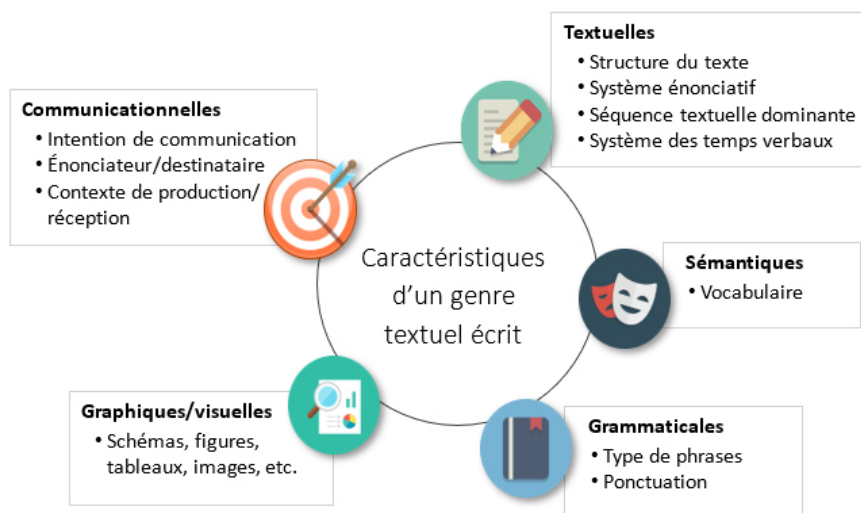 Textuelles
• Structure du texte
• Système énonciatif
• Séquence textuelle dominante
• Système des temps verbaux
Communicationnelles
• Intention de communication
• Énonciateur/destinataire
• Contexte de production/
réception
Caractéristiques
d’un genre
textuel écrit
Sémantiques
• Vocabulaire
Graphiques/visuelles
• Schémas, figures,
tableaux, images, etc.
Grammaticales
• Type de phrases
• Ponctuation